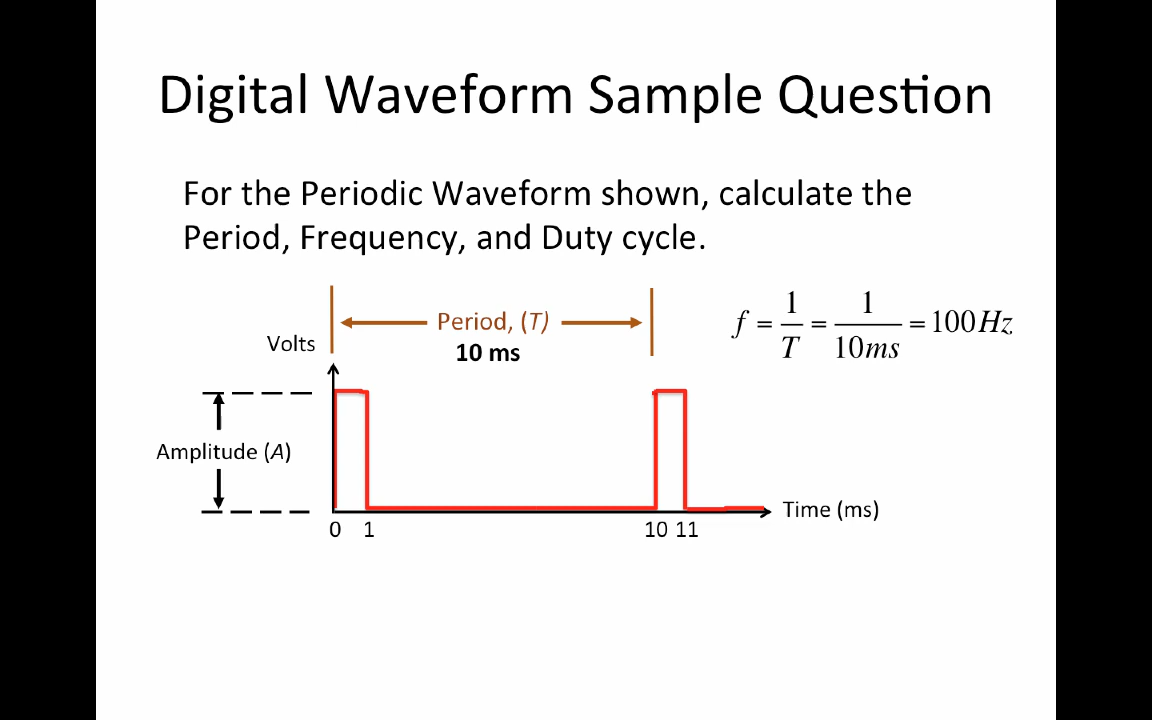 Digital Waveform Sample Question
For the Periodic Waveform shown, calculate the
Period, Frequency, and Duty cycle.
Period, (T)
10 ms
f = 1/T = 1/10ms = 100Hz
Volts
Amplitude (A)
Time (ms)
0 1 10 11